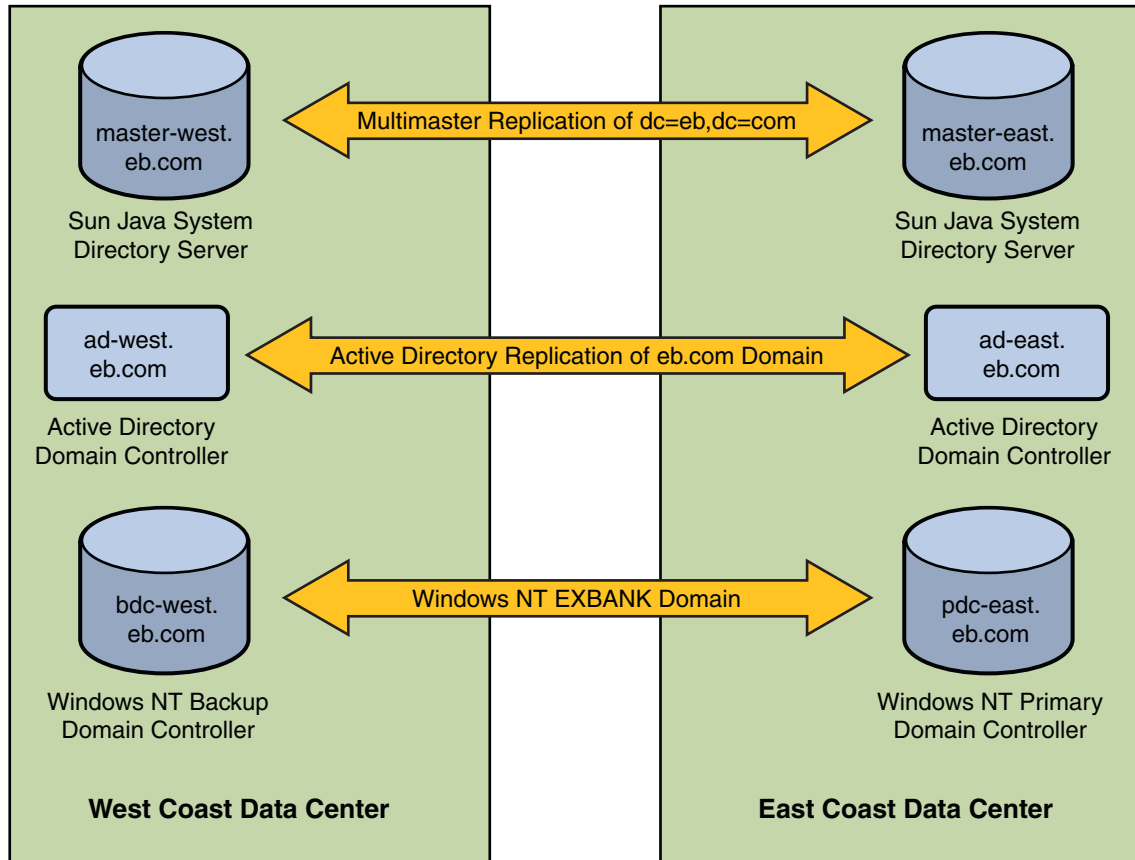 master-west.
eb.com
Multimaster Replication of dc=eb,dc=com
master-east.
eb.com
Sun Java System
Directory Server
Sun Java System
Directory Server
ad-west.
eb.com
Active Directory Replication of eb.com Domain
ad-east.
eb.com
Active Directory
Domain Controller
Active Directory
Domain Controller
bdc-west.
eb.com
Windows NT EXBANK Domain
pdc-east.
eb.com
Windows NT Backup
Domain Controller
Windows NT Primary
Domain Controller
West Coast Data Center
East Coast Data Center